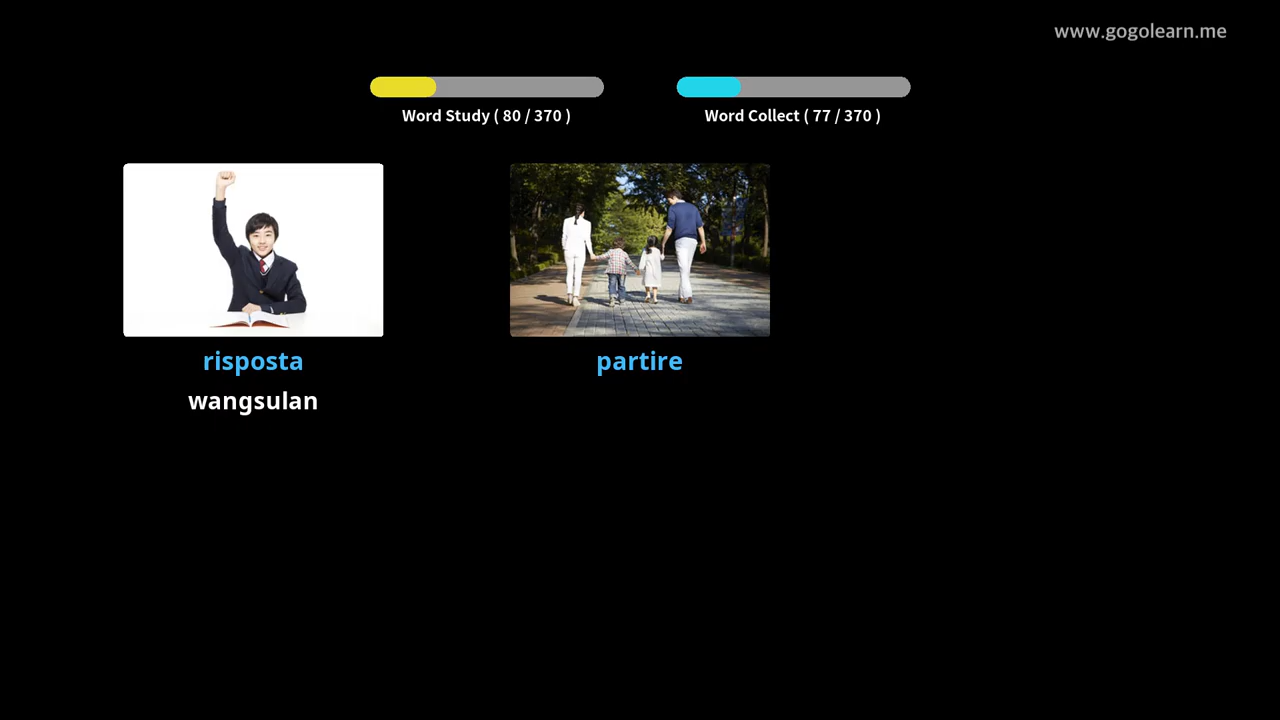 www.gogolearn.me
Word Study ( 80 / 370 )
Word Collect ( 77 / 370 )
risposta
partire
wangsulan